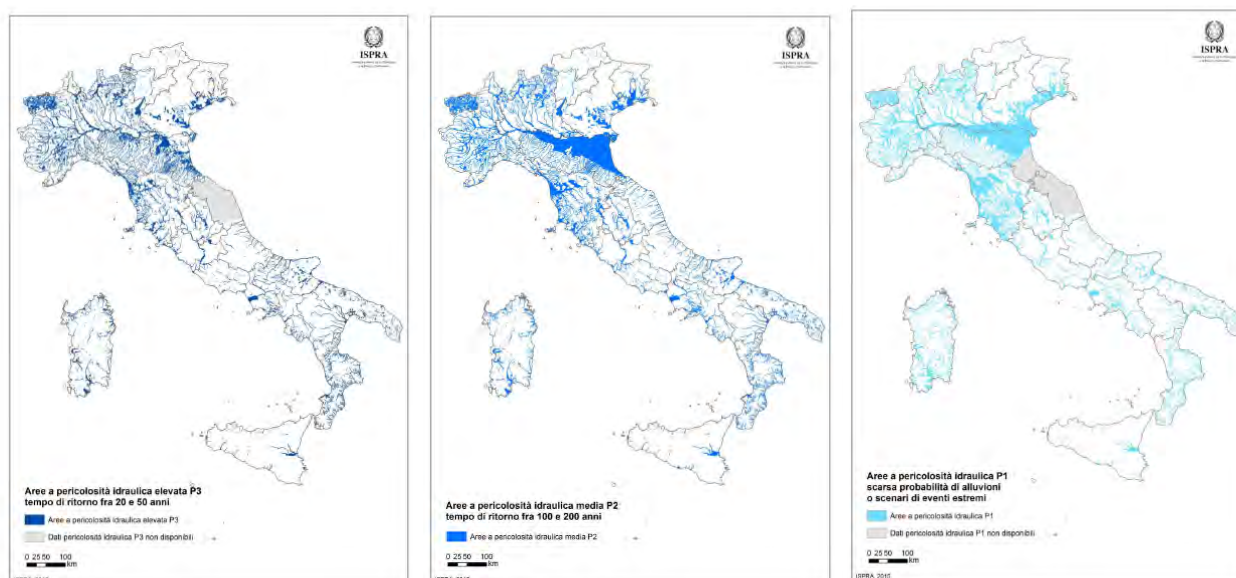 ISPRA
Aree a pericolosità idraulica elevata P3
tempo di ritorno fra 20 e 50 anni
Aree a pericolosità idraulica elevata P3
Dati pericolosità idraulica P3 non disponibili
0 25 50 100
km
ISPRA
Aree a pericolosità idraulica media P2
tempo di ritorno fra 100 e 200 anni
Aree a pericolosità idraulica media P2
0 25 50 100
km
ISPRA
Aree a pericolosità idraulica P1
scarsa probabilità di alluvioni
o scenari di eventi estremi
Aree a pericolosità idraulica P1
Dati pericolosità idraulica P1 non disponibili
0 25 50 100
km
ISPRA, 2015